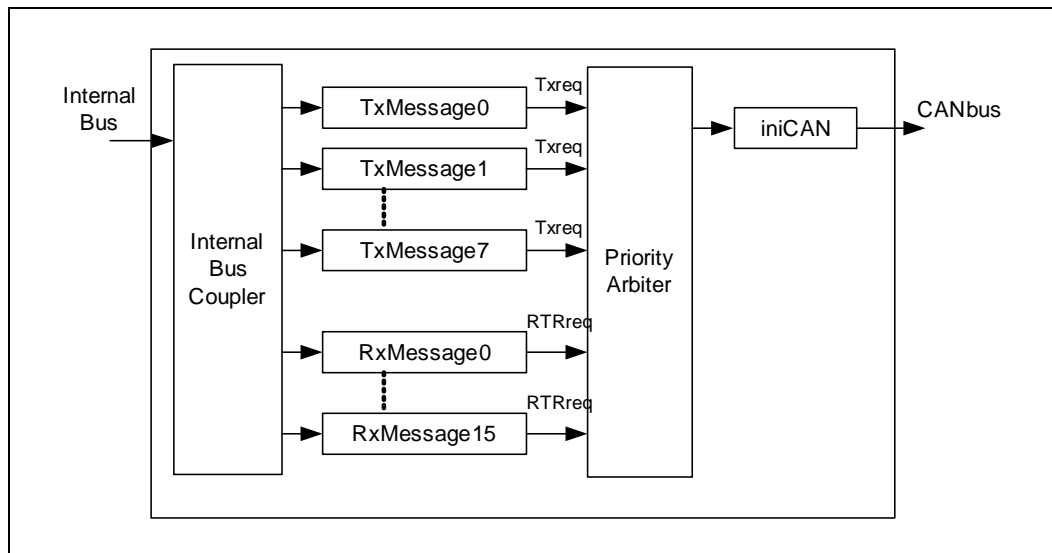 Internal
Bus
Internal
Bus
Coupler
TxMessage0
Txreq
TxMessage1
Txreq
TxMessage7
Txreq
RxMessage0
RTRreq
RxMessage15
RTRreq
Priority
Arbiter
iniCAN
CANbus